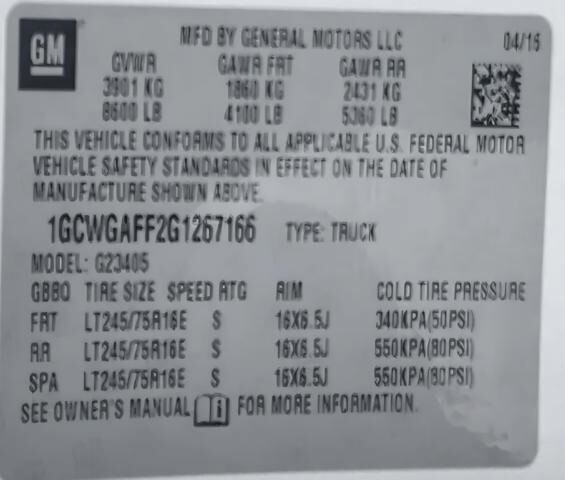 GM
MFD BY GENERAL MOTORS LLC 04/15
GVWR GAWR FRT GAWR RR
3901 KG 1860 KG 2431 KG
8600 LB 4100 LB 5360 LB
THIS VEHICLE CONFORMS TO ALL APPLICABLE U.S. FEDERAL MOTOR
VEHICLE SAFETY STANDARDS IN EFFECT ON THE DATE OF
MANUFACTURE SHOWN ABOVE.
1GCWGAFF2G1267166 TYPE: TRUCK
MODEL: G23405
GBBQ TIRE SIZE SPEED RTG RIM COLD TIRE PRESSURE
FRT LT245/75R16E S 16X6.5J 340KPA(50PSI)
RR LT245/75R16E S 16X6.5J 550KPA(80PSI)
SPA LT245/75R16E S 16X6.5J 550KPA(80PSI)
SEE OWNER'S MANUAL i FOR MORE INFORMATION.